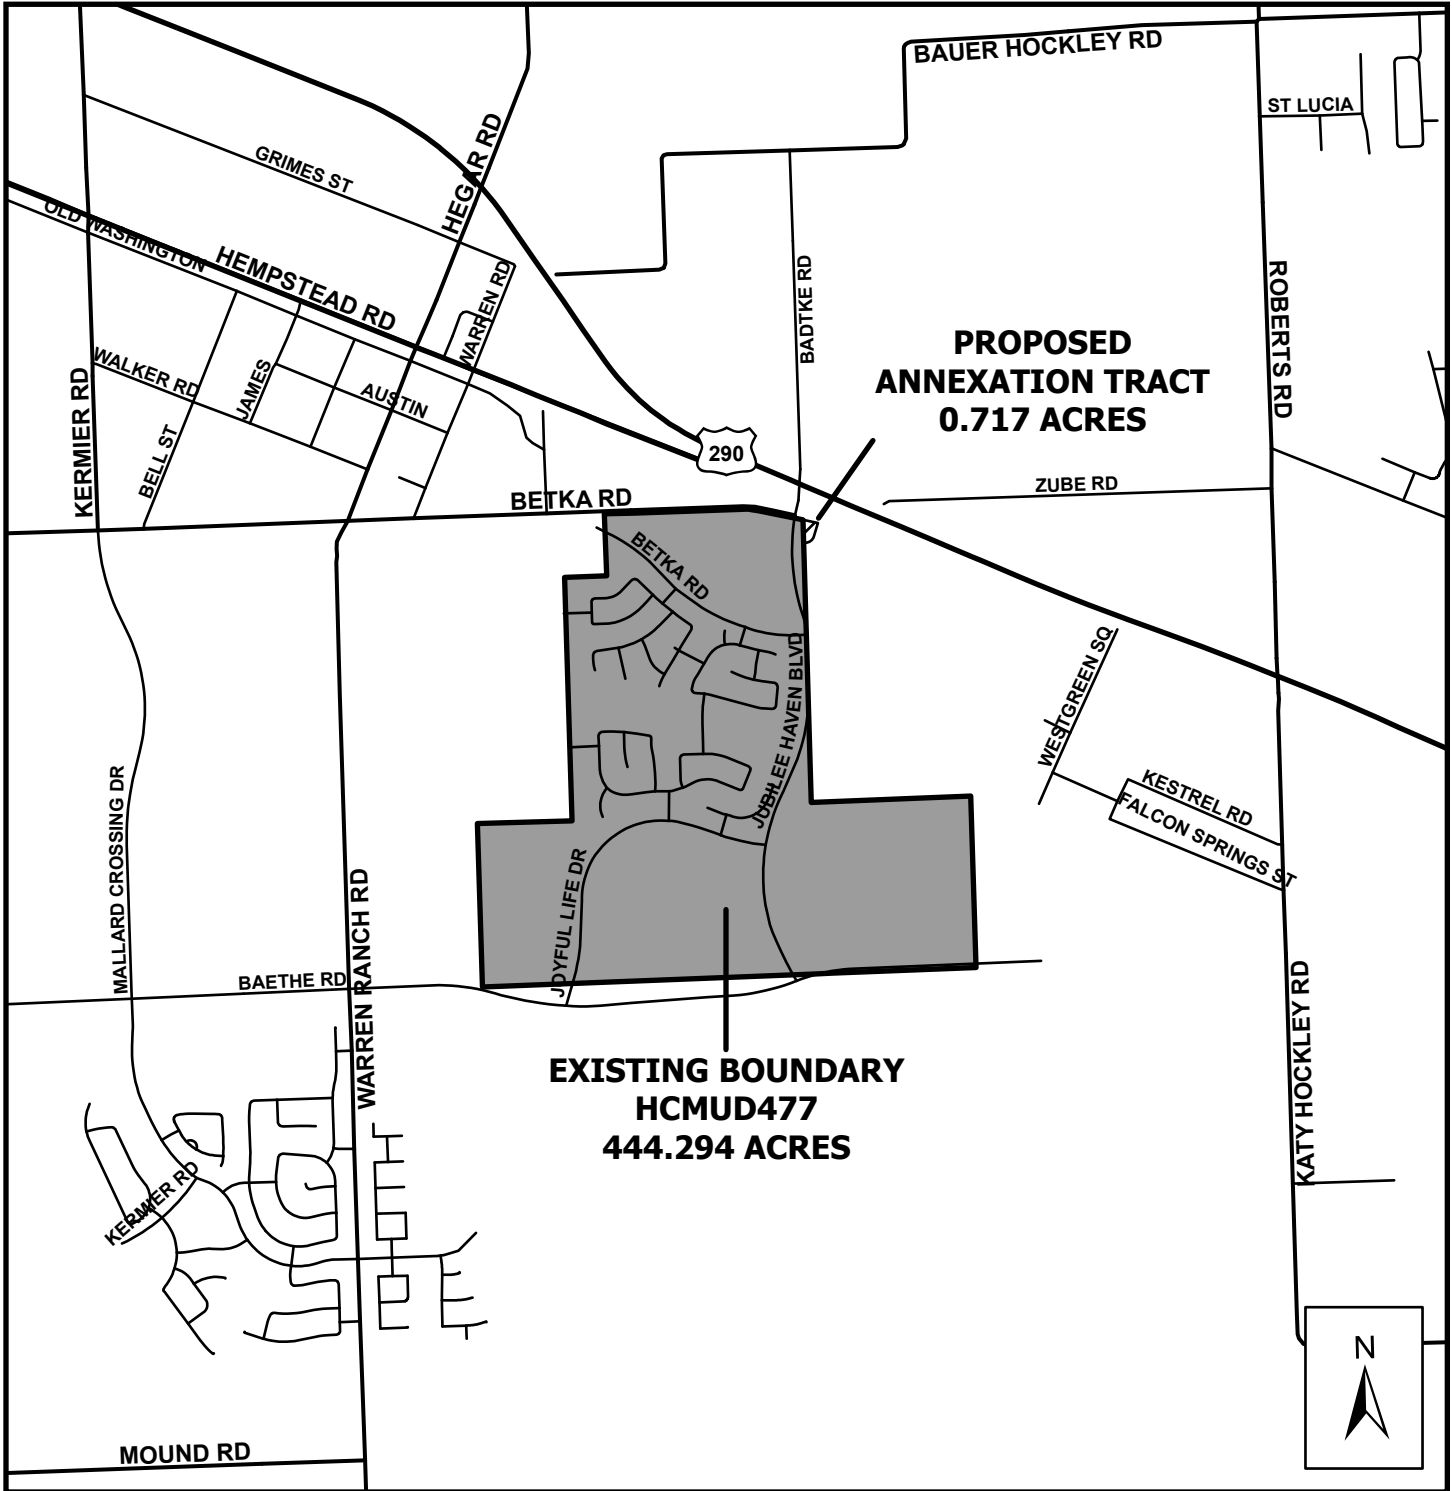 BAUER HOCKLEY RD
ST LUCIA
HEGAR RD
GRIMES ST
OLD WASHINGTON
HEMPSTEAD RD
WARREN RD
BADTKE RD
ROBERTS RD
PROPOSED
ANNEXATION TRACT
0.717 ACRES
WALKER RD
JAMES
AUSTIN
KERMIER RD
BELL ST
290
ZUBE RD
BETKA RD
BETKA RD
JUBILEE HAVEN BLVD
WESTGREEN SQ
KESTREL RD
FALCON SPRINGS ST
MALLARD CROSSING DR
JOYFUL LIFE DR
WARREN RANCH RD
BAETHE RD
KATY HOCKLEY RD
EXISTING BOUNDARY
HCMUD477
444.294 ACRES
KERMIER RD
N
MOUND RD